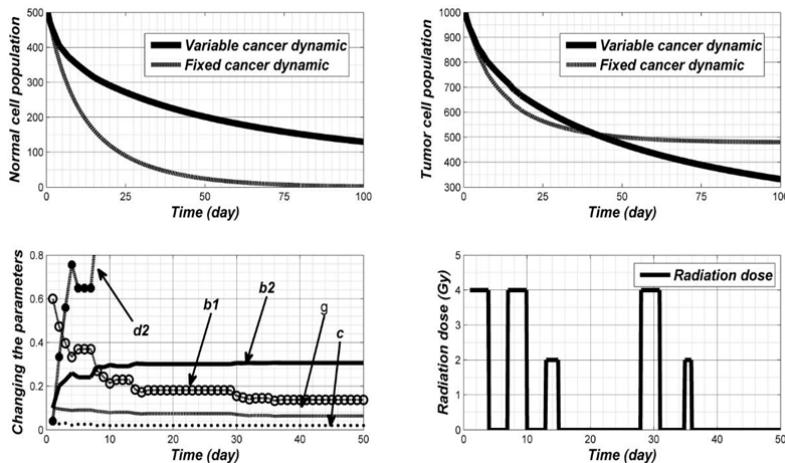 Normal cell population
500
400
300
200
100
0
Variable cancer dynamic
Fixed cancer dynamic
0 25 50 75 100
Time (day)
Tumor cell population
1000
900
800
700
600
500
400
300
Variable cancer dynamic
Fixed cancer dynamic
0 25 50 75 100
Time (day)
Changing the parameters
0.8
0.6
0.4
0.2
0
d2
b1
b2
g
c
0 10 20 30 40 50
Time (day)
Radiation dose (Gy)
5
4
3
2
1
0
Radiation dose
0 10 20 30 40 50
Time (day)